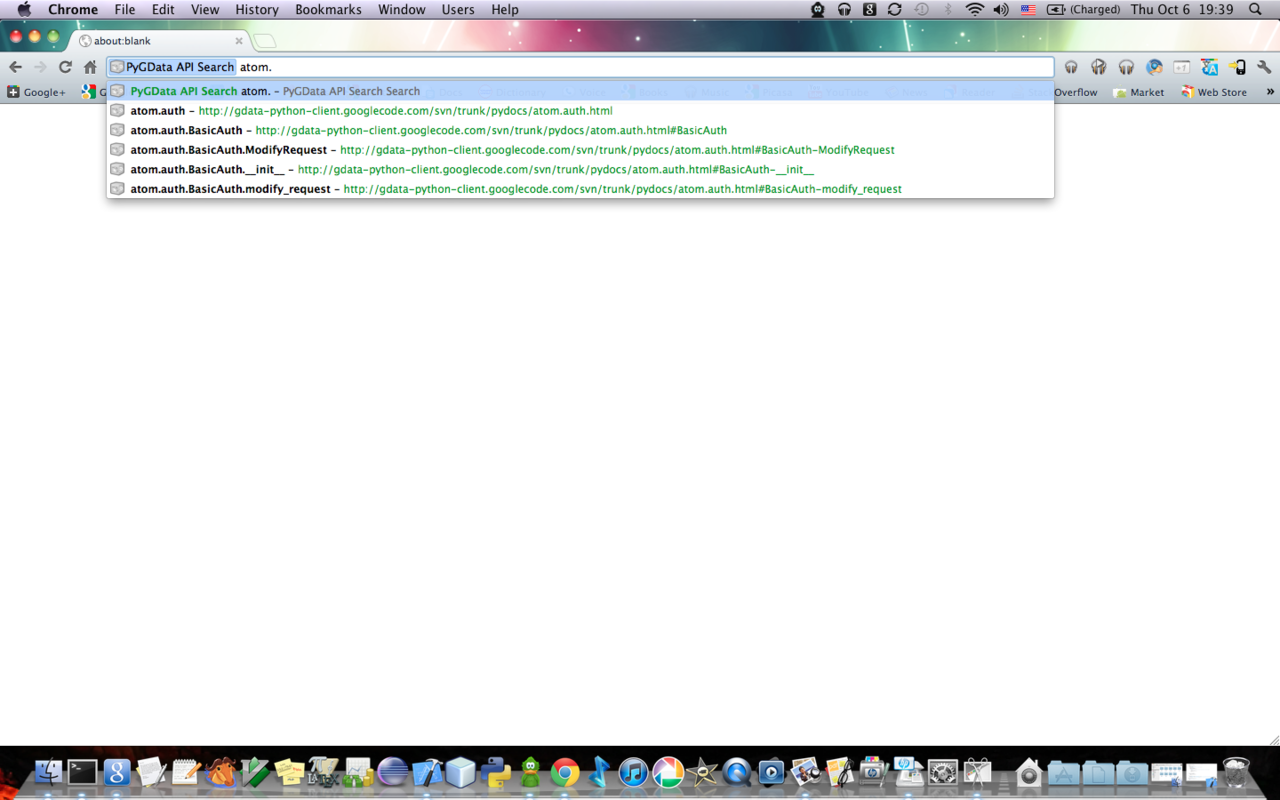 Chrome File Edit View History Bookmarks Window Users Help (Charged) Thu Oct 6 19:39
about:blank
PyGData API Search atom.
Google+ Overflow Market Web Store »
PyGData API Search atom. – PyGData API Search Search
atom.auth – http://gdata-python-client.googlecode.com/svn/trunk/pydocs/atom.auth.html
atom.auth.BasicAuth – http://gdata-python-client.googlecode.com/svn/trunk/pydocs/atom.auth.html#BasicAuth
atom.auth.BasicAuth.ModifyRequest – http://gdata-python-client.googlecode.com/svn/trunk/pydocs/atom.auth.html#BasicAuth-ModifyRequest
atom.auth.BasicAuth.__init__ – http://gdata-python-client.googlecode.com/svn/trunk/pydocs/atom.auth.html#BasicAuth-__init__
atom.auth.BasicAuth.modify_request – http://gdata-python-client.googlecode.com/svn/trunk/pydocs/atom.auth.html#BasicAuth-modify_request